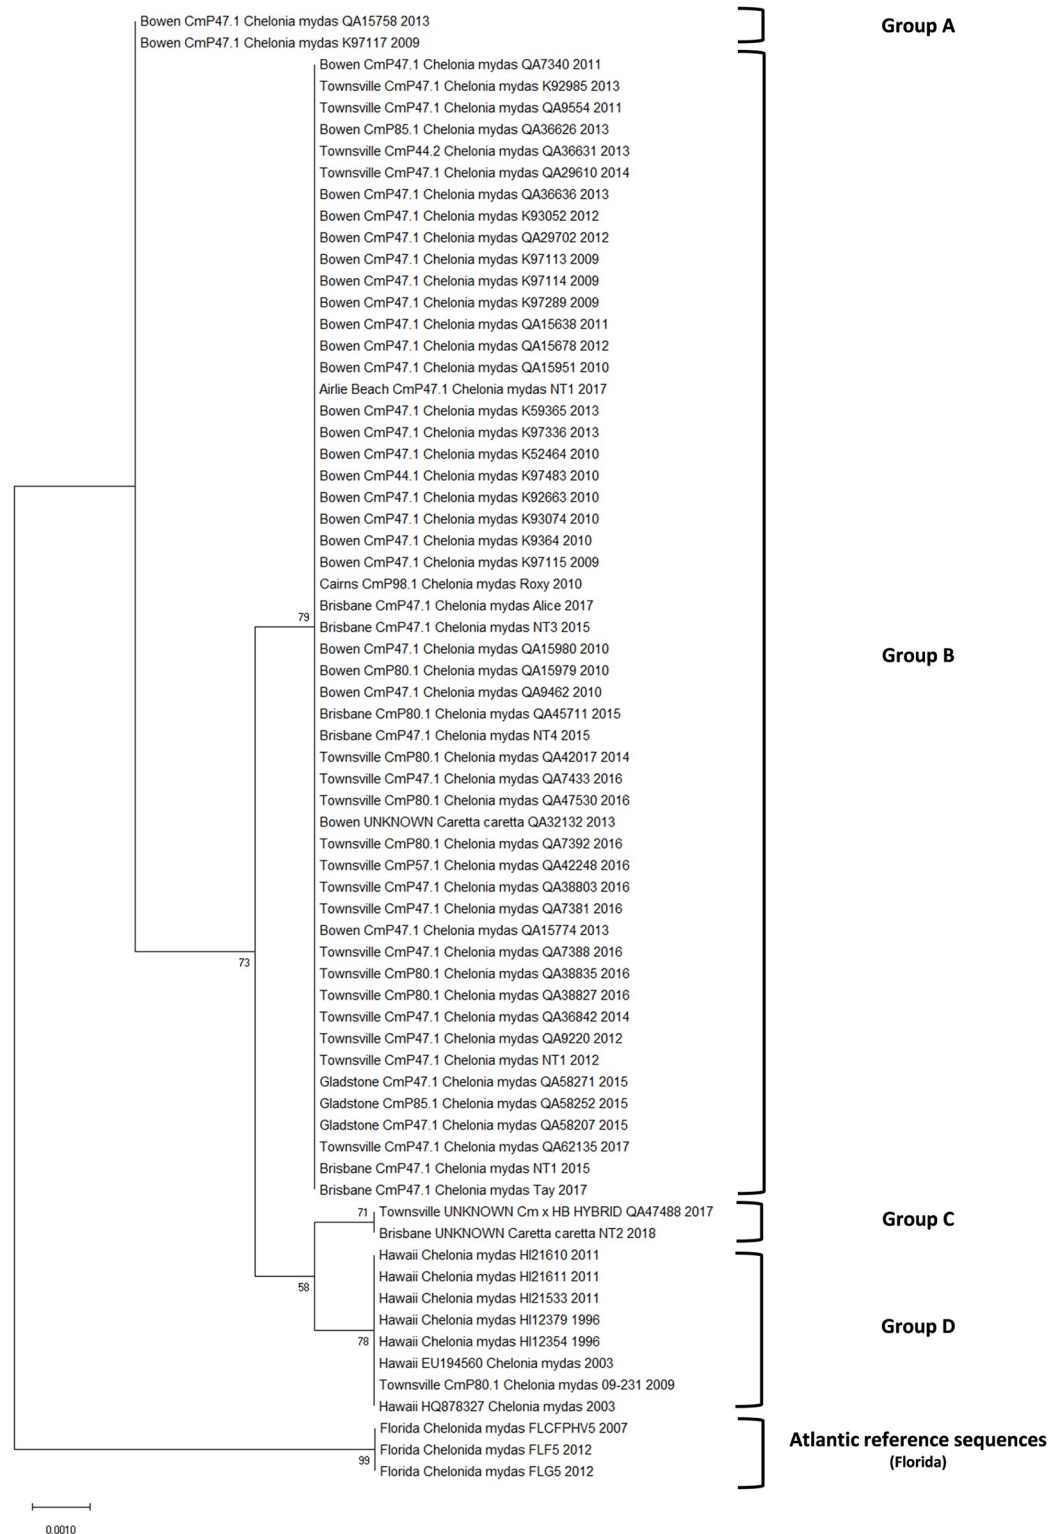 Bowen CmP47.1 Chelonia mydas QA15758 2013
Group A
Bowen CmP47.1 Chelonia mydas K97117 2009
Bowen CmP47.1 Chelonia mydas QA7340 2011
Townsville CmP47.1 Chelonia mydas K92985 2013
Townsville CmP47.1 Chelonia mydas QA9554 2011
Bowen CmP85.1 Chelonia mydas QA36626 2013
Townsville CmP44.2 Chelonia mydas QA36631 2013
Townsville CmP47.1 Chelonia mydas QA29610 2014
Bowen CmP47.1 Chelonia mydas QA36636 2013
Bowen CmP47.1 Chelonia mydas K93052 2012
Bowen CmP47.1 Chelonia mydas QA29702 2012
Bowen CmP47.1 Chelonia mydas K97113 2009
Bowen CmP47.1 Chelonia mydas K97114 2009
Bowen CmP47.1 Chelonia mydas K97289 2009
Bowen CmP47.1 Chelonia mydas QA15638 2011
Bowen CmP47.1 Chelonia mydas QA15678 2012
Bowen CmP47.1 Chelonia mydas QA15951 2010
Airlie Beach CmP47.1 Chelonia mydas NT1 2017
Bowen CmP47.1 Chelonia mydas K59365 2013
Bowen CmP47.1 Chelonia mydas K97336 2013
Bowen CmP47.1 Chelonia mydas K52464 2010
Bowen CmP44.1 Chelonia mydas K97483 2010
Bowen CmP47.1 Chelonia mydas K92663 2010
Bowen CmP47.1 Chelonia mydas K93074 2010
Bowen CmP47.1 Chelonia mydas K9364 2010
Bowen CmP47.1 Chelonia mydas K97115 2009
Cairns CmP98.1 Chelonia mydas Roxy 2010
Brisbane CmP47.1 Chelonia mydas Alice 2017
79
Brisbane CmP47.1 Chelonia mydas NT3 2015
Bowen CmP47.1 Chelonia mydas QA15980 2010
Group B
Bowen CmP80.1 Chelonia mydas QA15979 2010
Bowen CmP47.1 Chelonia mydas QA9462 2010
Brisbane CmP80.1 Chelonia mydas QA45711 2015
Brisbane CmP47.1 Chelonia mydas NT4 2015
Townsville CmP80.1 Chelonia mydas QA42017 2014
Townsville CmP47.1 Chelonia mydas QA7433 2016
Townsville CmP80.1 Chelonia mydas QA47530 2016
Bowen UNKNOWN Caretta caretta QA32132 2013
Townsville CmP80.1 Chelonia mydas QA7392 2016
Townsville CmP57.1 Chelonia mydas QA42248 2016
Townsville CmP47.1 Chelonia mydas QA38803 2016
Townsville CmP47.1 Chelonia mydas QA7381 2016
Bowen CmP47.1 Chelonia mydas QA15774 2013
Townsville CmP47.1 Chelonia mydas QA7388 2016
73
Townsville CmP80.1 Chelonia mydas QA38835 2016
Townsville CmP80.1 Chelonia mydas QA38827 2016
Townsville CmP47.1 Chelonia mydas QA36842 2014
Townsville CmP47.1 Chelonia mydas QA9220 2012
Townsville CmP47.1 Chelonia mydas NT1 2012
Gladstone CmP47.1 Chelonia mydas QA58271 2015
Gladstone CmP85.1 Chelonia mydas QA58252 2015
Gladstone CmP47.1 Chelonia mydas QA58207 2015
Townsville CmP47.1 Chelonia mydas QA62135 2017
Brisbane CmP47.1 Chelonia mydas NT1 2015
Brisbane CmP47.1 Chelonia mydas Tay 2017
71
Townsville UNKNOWN Cm x HB HYBRID QA47488 2017
Group C
Brisbane UNKNOWN Caretta caretta NT2 2018
Hawaii Chelonia mydas HI21610 2011
Hawaii Chelonia mydas HI21611 2011
58
Hawaii Chelonia mydas HI21533 2011
Hawaii Chelonia mydas HI12379 1996
Group D
Hawaii Chelonia mydas HI12354 1996
78
Hawaii EU194560 Chelonia mydas 2003
Townsville CmP80.1 Chelonia mydas 09-231 2009
Hawaii HQ878327 Chelonia mydas 2003
Florida Chelonida mydas FLCFPHV5 2007
Atlantic reference sequences
Florida Chelonida mydas FLF5 2012
99
(Florida)
Florida Chelonida mydas FLG5 2012
0.0010